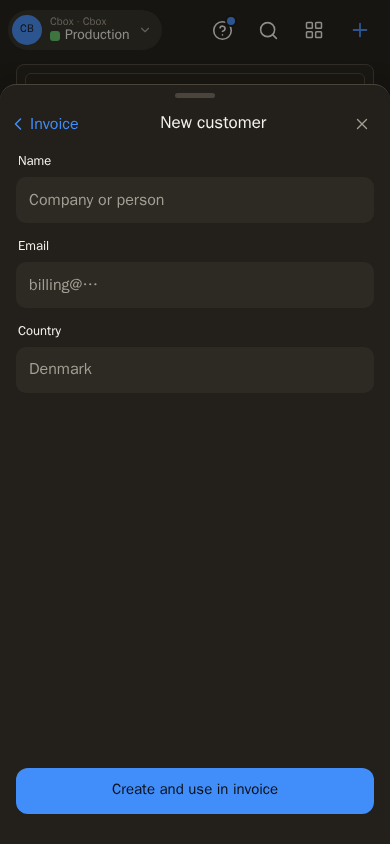 CB
Cbox · Cbox
Production
Invoice
New customer
Name
Company or person
Email
billing@···
Country
Denmark
Create and use in invoice